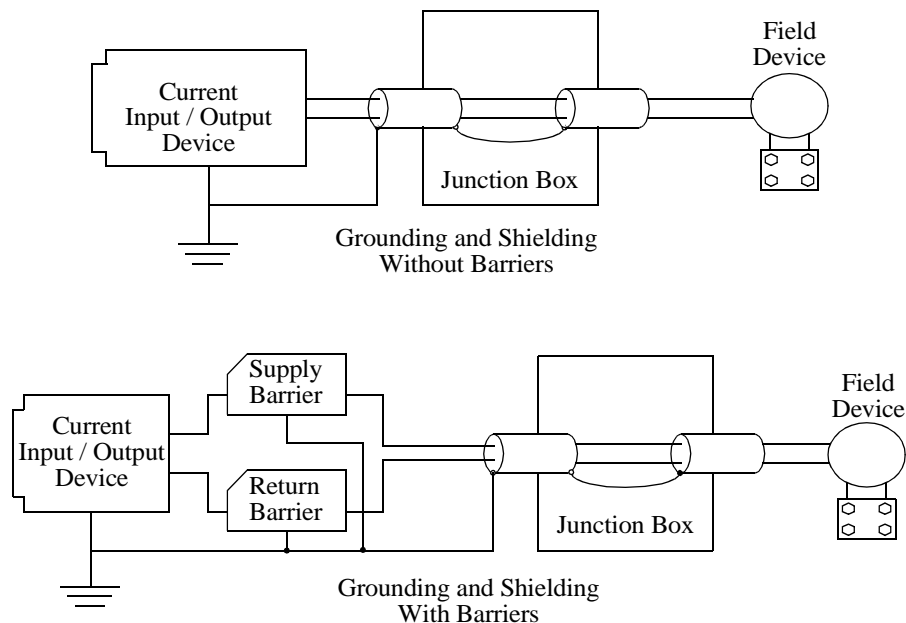 Field
Device
Current
Input / Output
Device
Junction Box
Grounding and Shielding
Without Barriers
Supply
Barrier
Field
Device
Current
Input / Output
Device
Return
Barrier
Junction Box
Grounding and Shielding
With Barriers